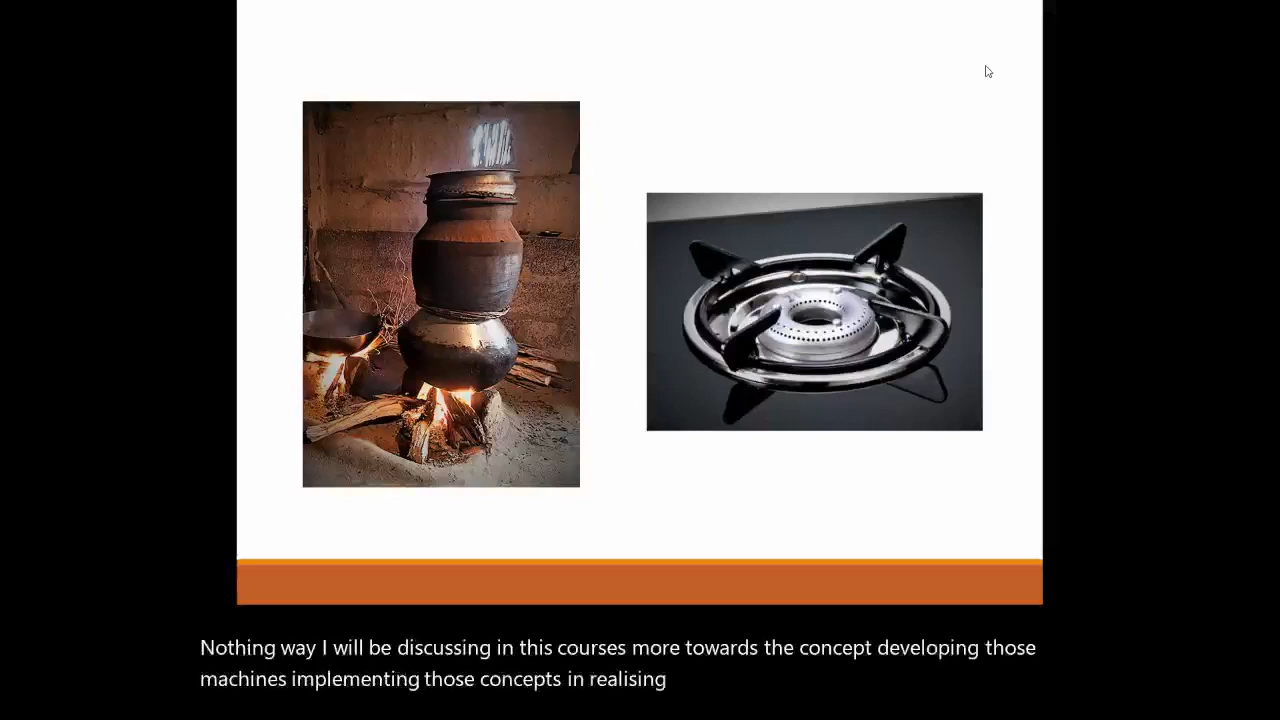 Nothing way I will be discussing in this courses more towards the concept developing those
machines implementing those concepts in realising